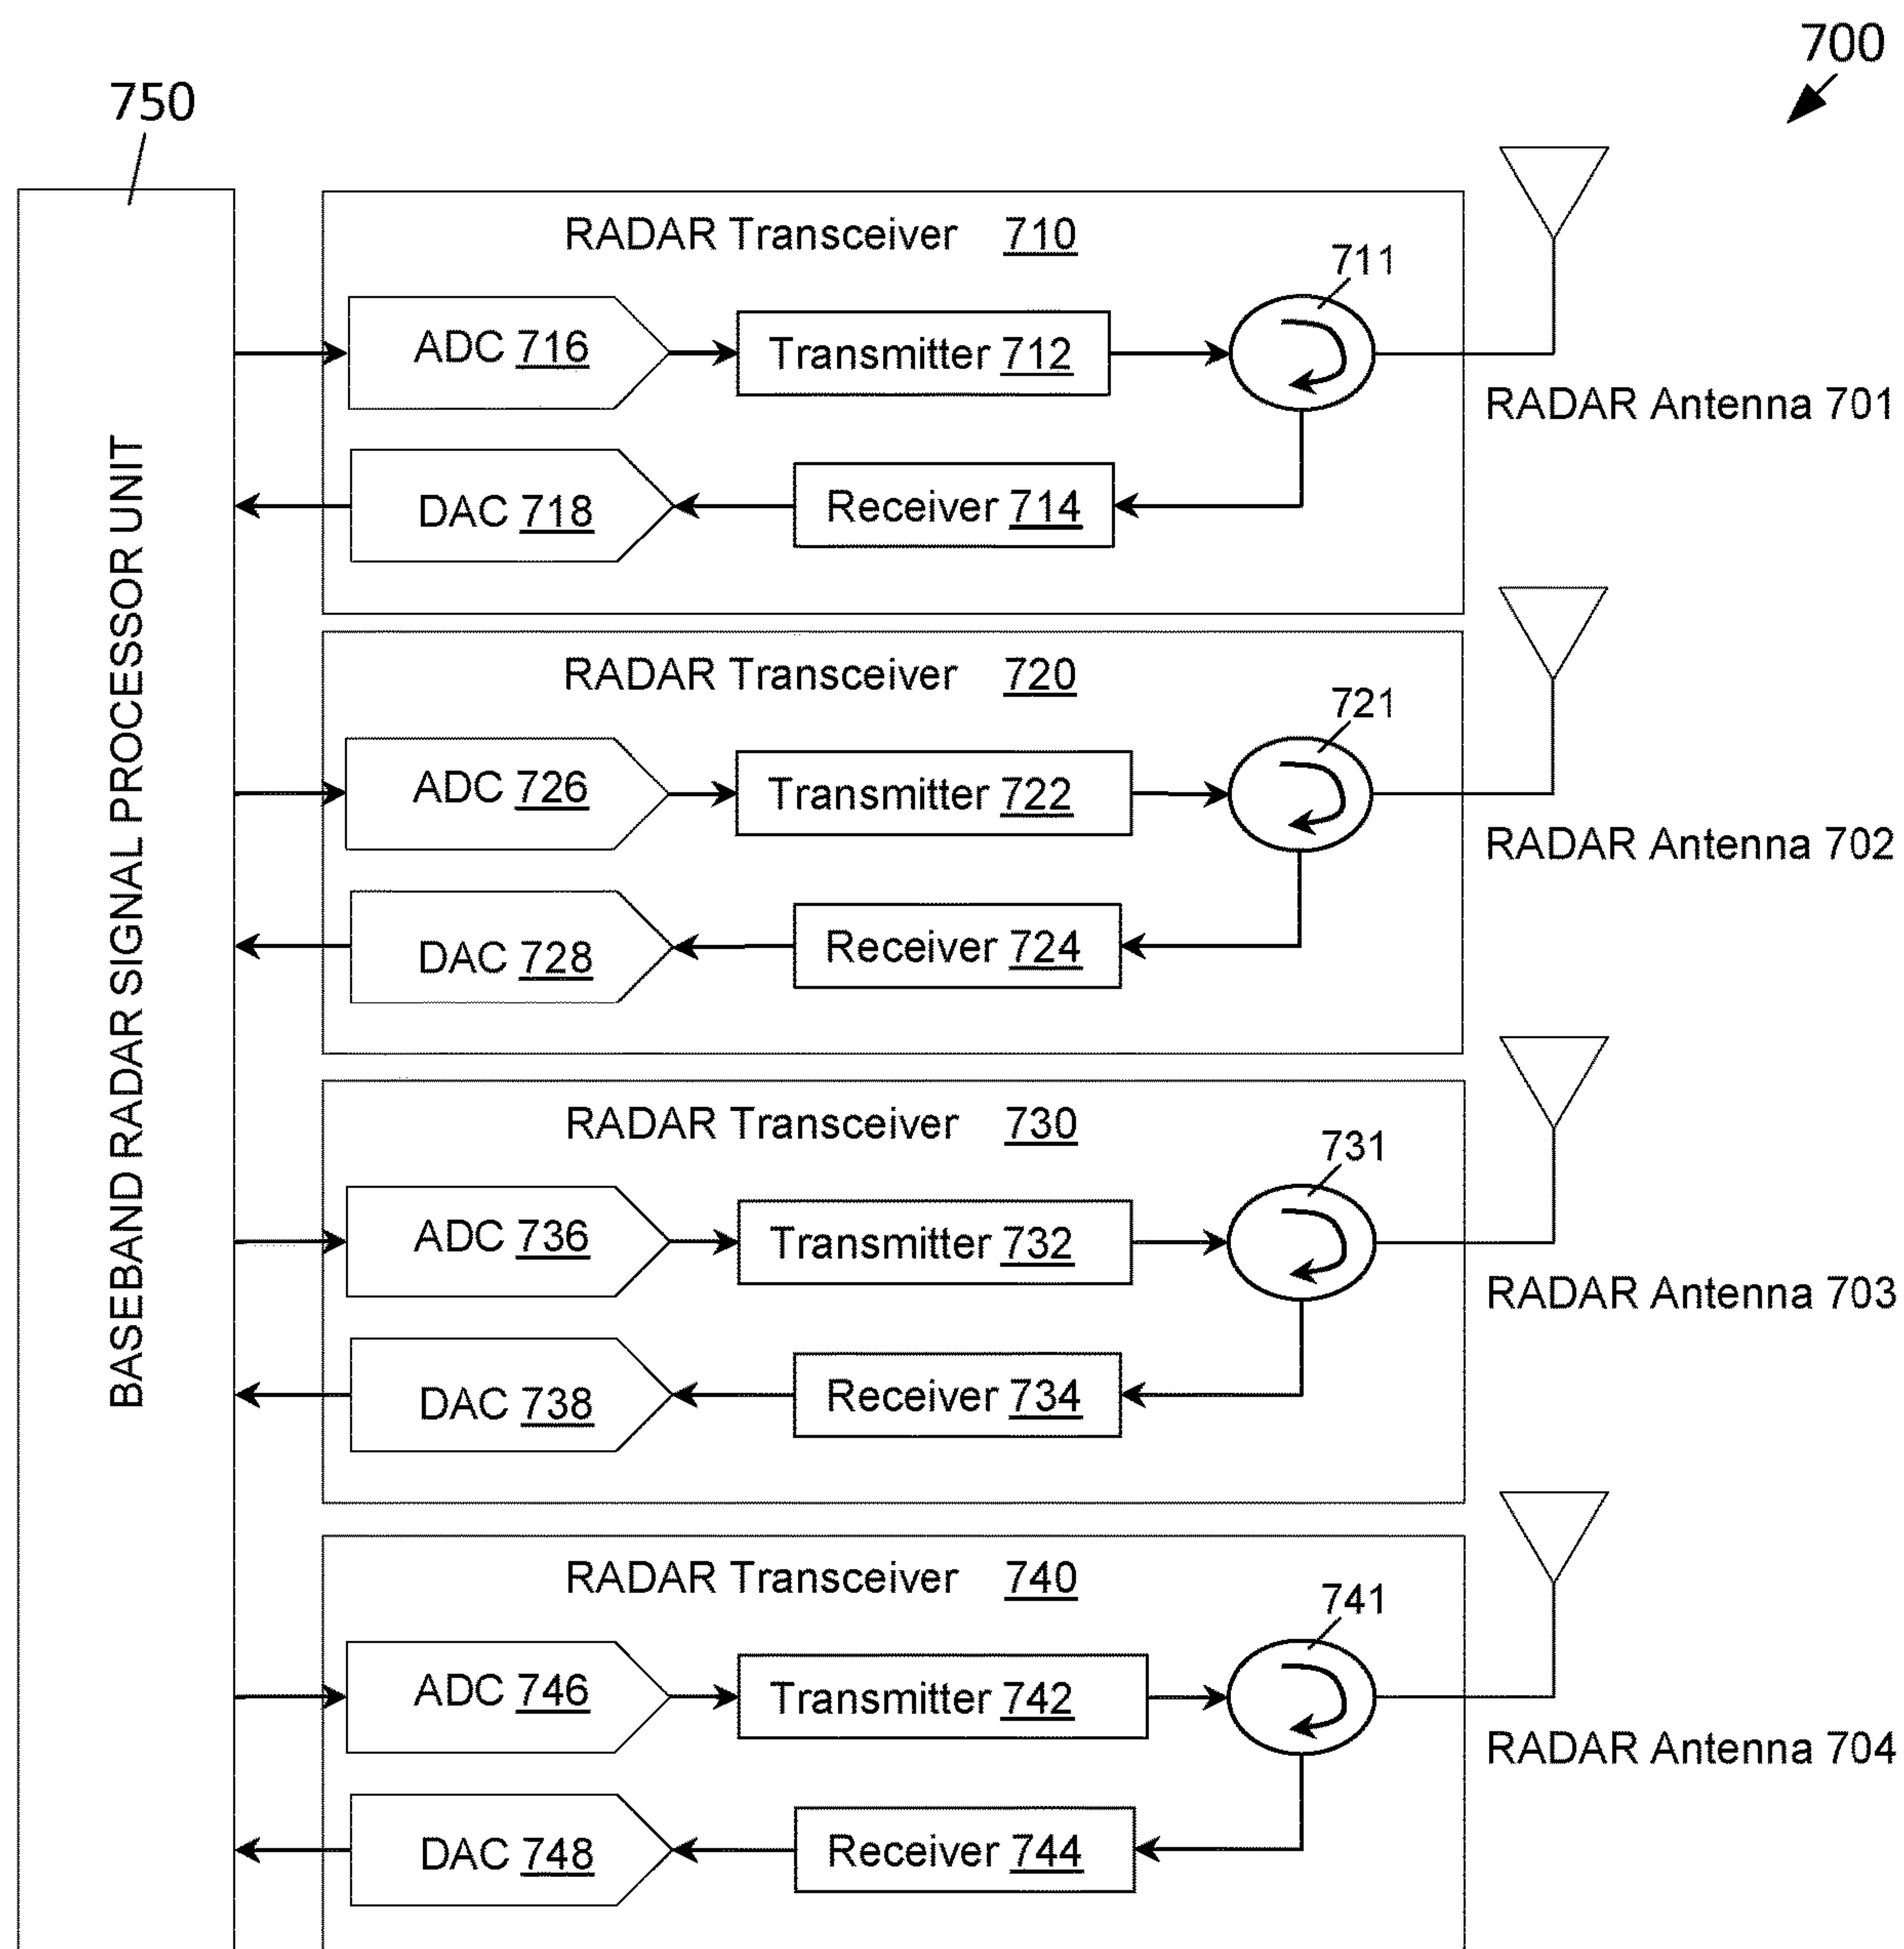 700
750
BASEBAND RADAR SIGNAL PROCESSOR UNIT
RADAR Transceiver 710
711
ADC 716
Transmitter 712
RADAR Antenna 701
DAC 718
Receiver 714
RADAR Transceiver 720
721
ADC 726
Transmitter 722
RADAR Antenna 702
DAC 728
Receiver 724
RADAR Transceiver 730
731
ADC 736
Transmitter 732
RADAR Antenna 703
DAC 738
Receiver 734
RADAR Transceiver 740
741
ADC 746
Transmitter 742
RADAR Antenna 704
DAC 748
Receiver 744